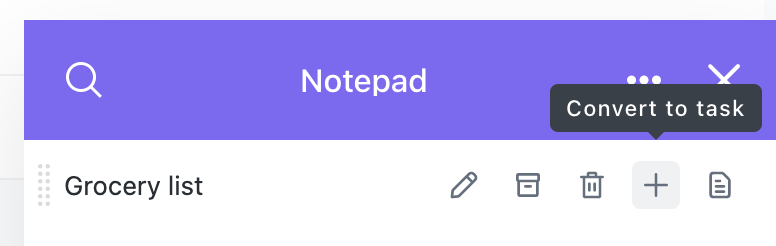 Notepad
Convert to task
Grocery list